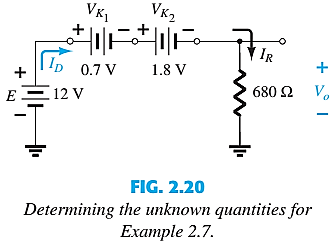 V_{K_1} V_{K_2}
+ − + −
I_D 0.7 V 1.8 V I_R
+ +
E 12 V 680 Ω V_o
− −
FIG. 2.20
Determining the unknown quantities for
Example 2.7.